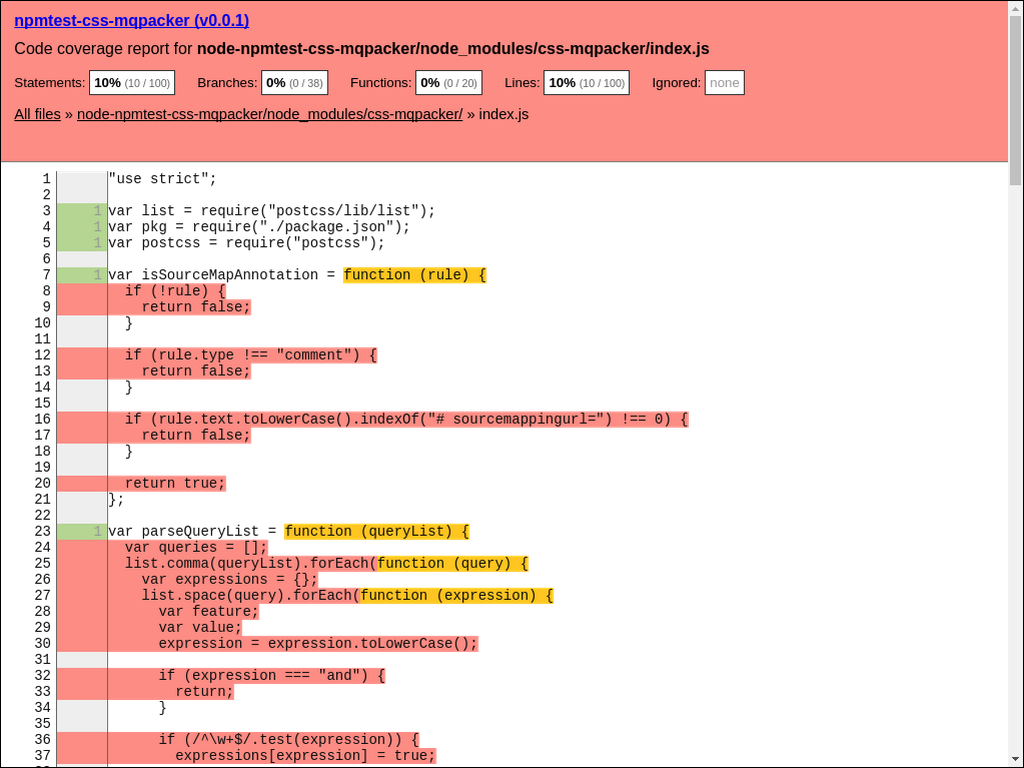 npmtest-css-mqpacker (v0.0.1)
Code coverage report for node-npmtest-css-mqpacker/node_modules/css-mqpacker/index.js
Statements: 10% (10 / 100) Branches: 0% (0 / 38) Functions: 0% (0 / 20) Lines: 10% (10 / 100) Ignored: none
All files » node-npmtest-css-mqpacker/node_modules/css-mqpacker/ » index.js
1 "use strict";
2
3 1 var list = require("postcss/lib/list");
4 1 var pkg = require("./package.json");
5 1 var postcss = require("postcss");
6
7 1 var isSourceMapAnnotation = function (rule) {
8   if (!rule) {
9     return false;
10   }
11
12   if (rule.type !== "comment") {
13     return false;
14   }
15
16   if (rule.text.toLowerCase().indexOf("# sourcemappingurl=") !== 0) {
17     return false;
18   }
19
20   return true;
21 };
22
23 1 var parseQueryList = function (queryList) {
24   var queries = [];
25   list.comma(queryList).forEach(function (query) {
26     var expressions = {};
27     list.space(query).forEach(function (expression) {
28       var feature;
29       var value;
30       expression = expression.toLowerCase();
31
32       if (expression === "and") {
33         return;
34       }
35
36       if (/^\w+$/.test(expression)) {
37         expressions[expression] = true;